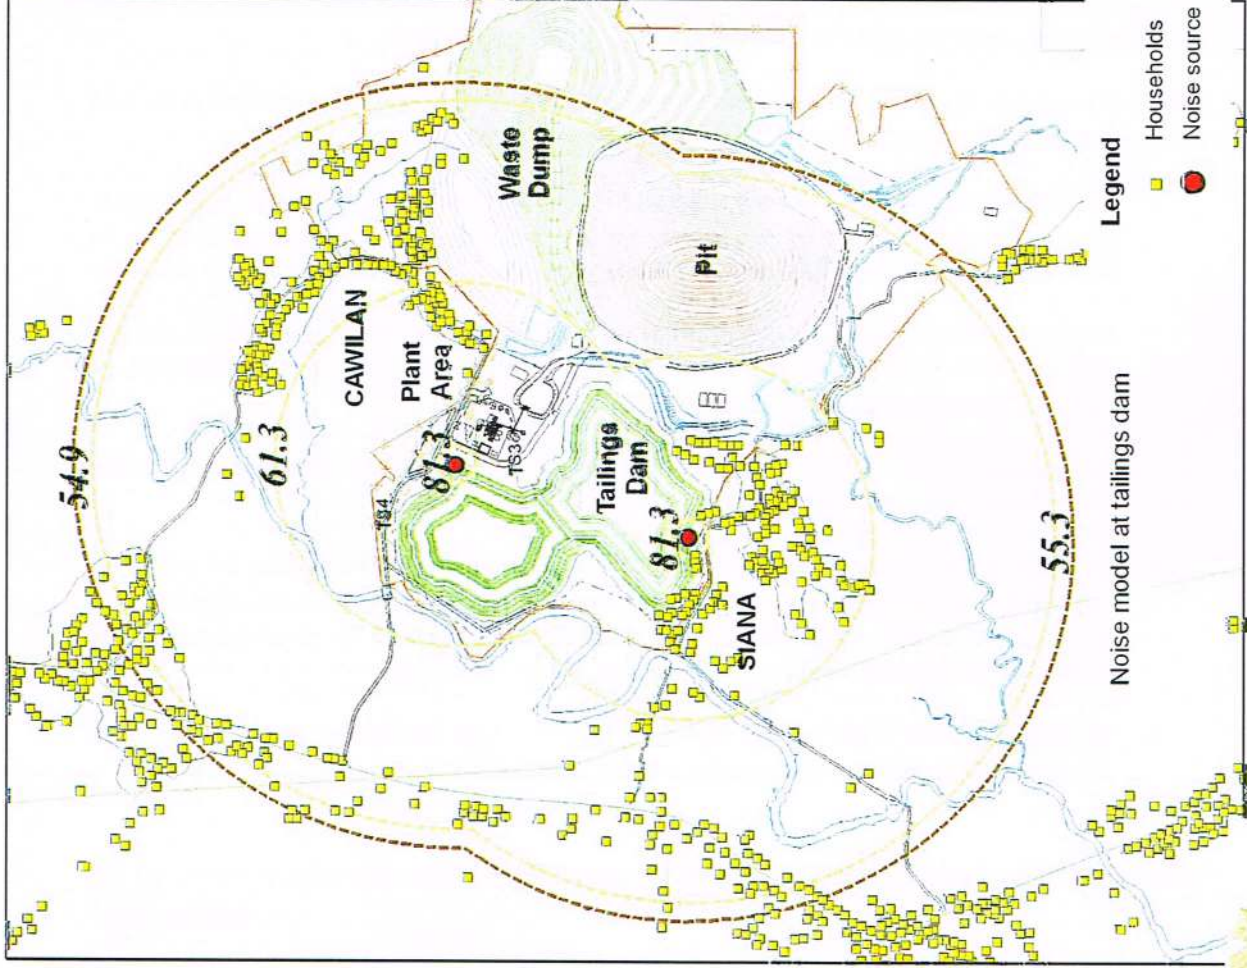 54.9
61.3
CAWILAN
Plant
Area
Waste
Dump
81.3
TS4
TS3
Tailings
Dam
Pit
81.3
SIANA
55.3
Noise model at tailings dam
Legend
Households
Noise source